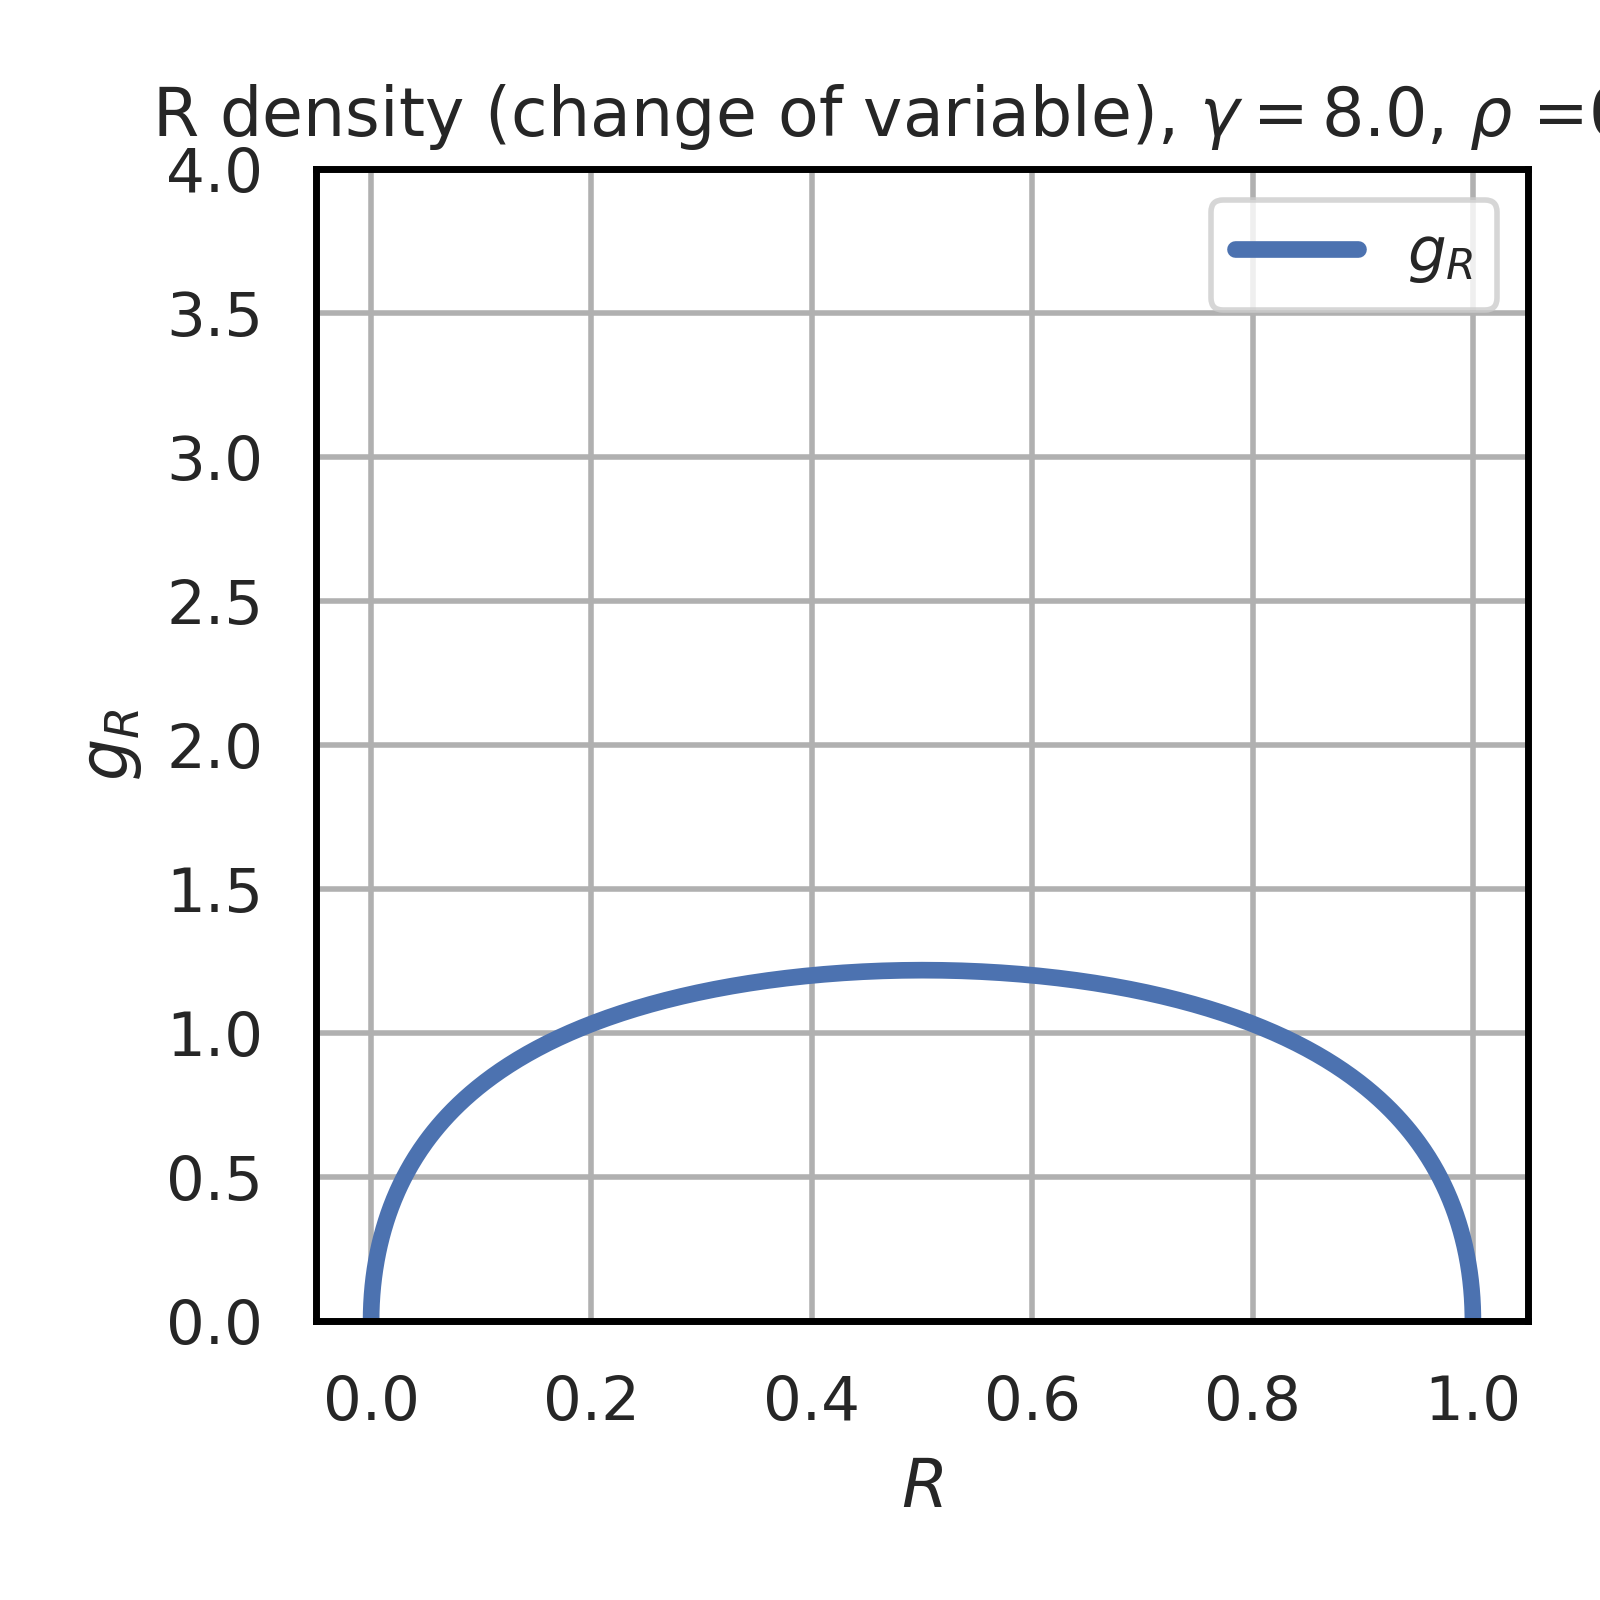 R density (change of variable), γ = 8.0, ρ =
4.0
3.5
3.0
2.5
2.0
1.5
1.0
0.5
0.0
g_R
g_R
0.0 0.2 0.4 0.6 0.8 1.0
R